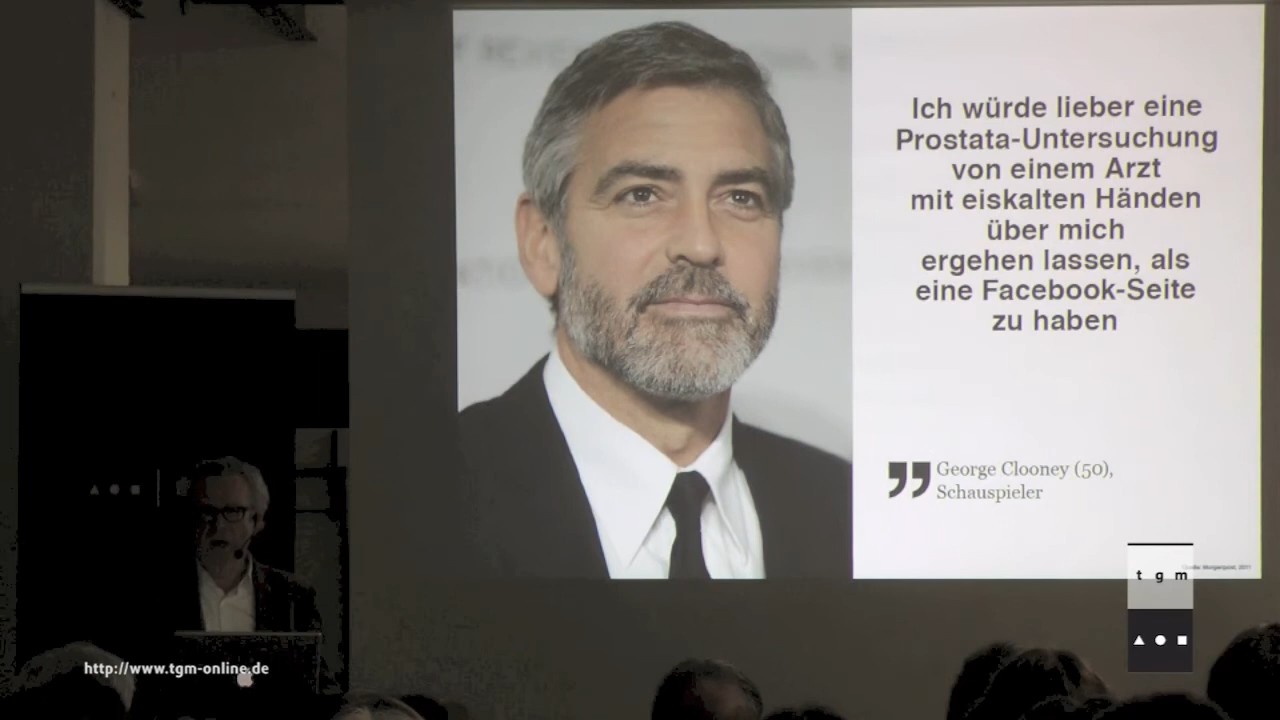 Ich würde lieber eine
Prostata-Untersuchung
von einem Arzt
mit eiskalten Händen
über mich
ergehen lassen, als
eine Facebook-Seite
zu haben
George Clooney (50),
Schauspieler
t g m
http://www.tgm-online.de